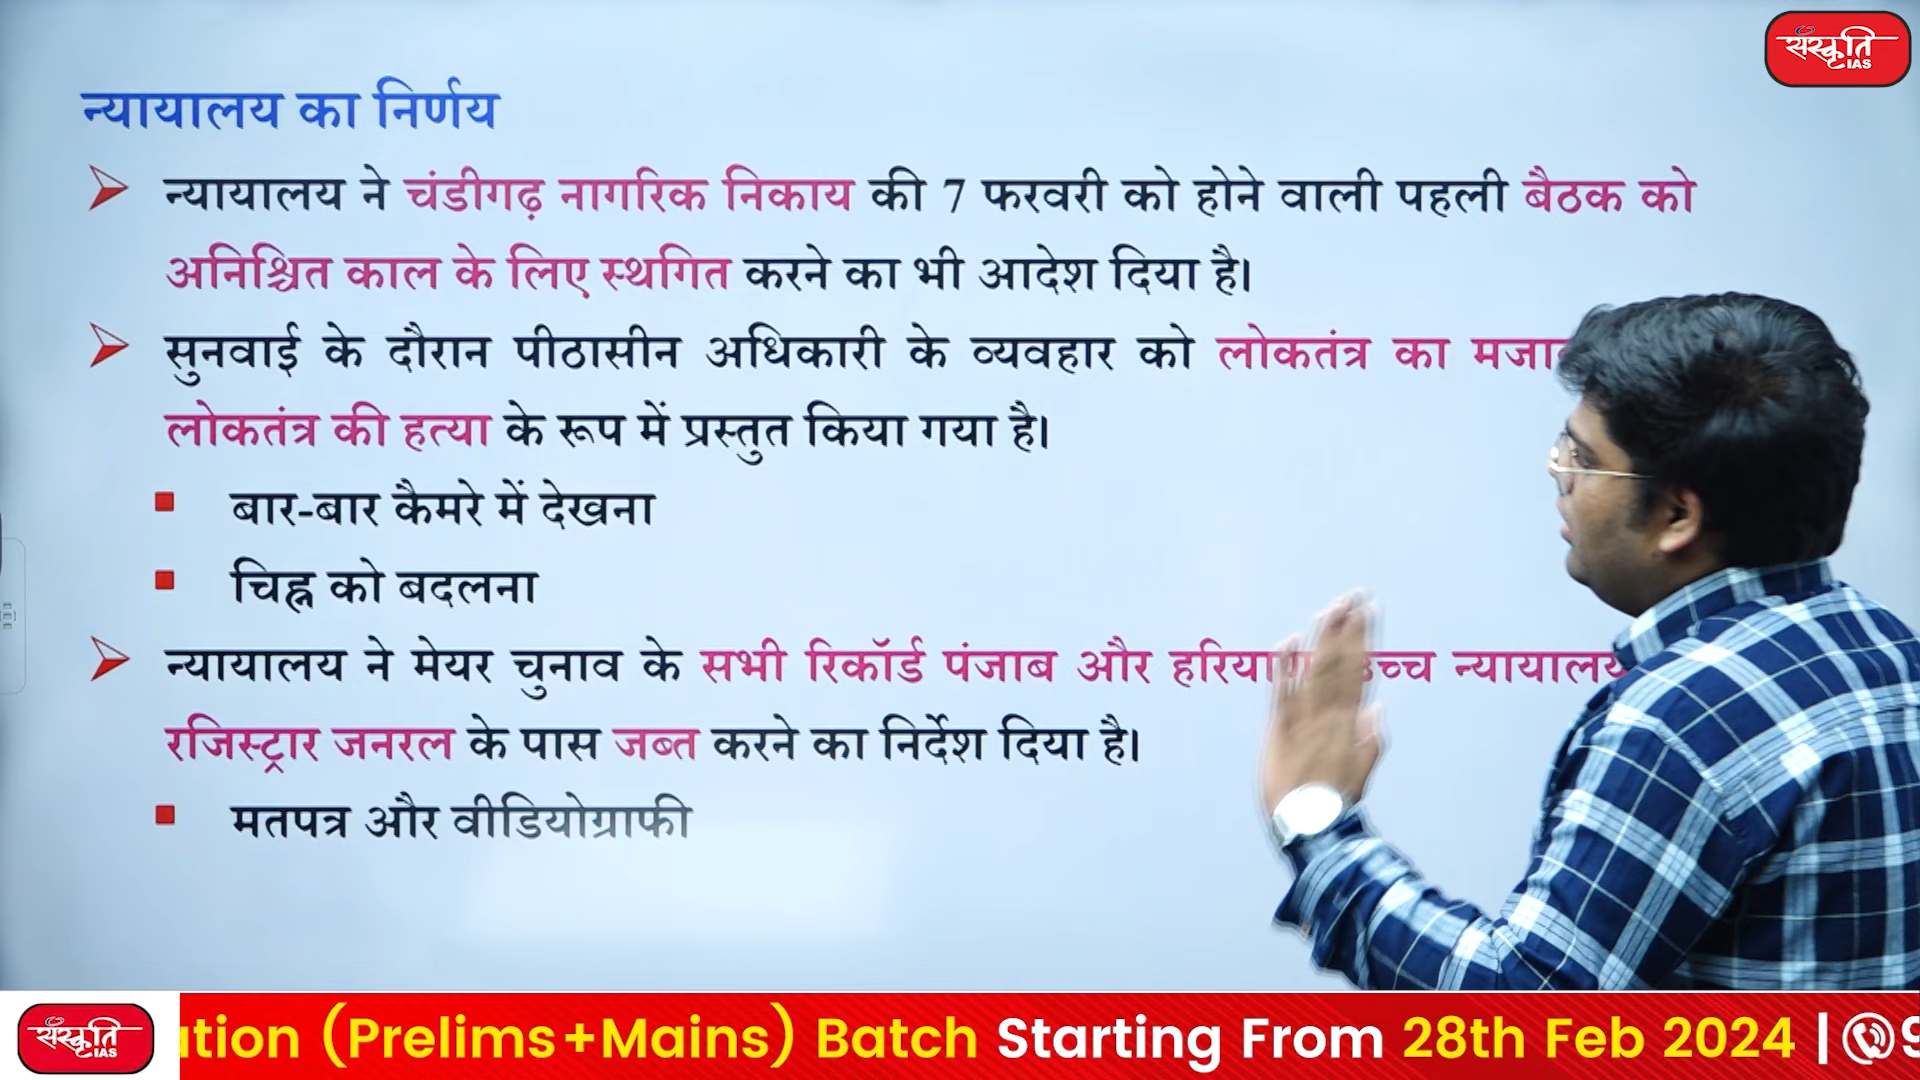 संस्कृति
IAS
न्यायालय का निर्णय
न्यायालय ने चंडीगढ़ नागरिक निकाय की 7 फरवरी को होने वाली पहली बैठक को
अनिश्चित काल के लिए स्थगित करने का भी आदेश दिया है।
सुनवाई के दौरान पीठासीन अधिकारी के व्यवहार को लोकतंत्र का
लोकतंत्र की हत्या के रूप में प्रस्तुत किया गया है।
बार-बार कैमरे में देखना
चिह्न को बदलना
न्यायालय ने मेयर चुनाव के सभी रिकॉर्ड पंजाब और न्यायालय
रजिस्ट्रार जनरल के पास जब्त करने का निर्देश दिया है।
मतपत्र और वीडियोग्राफी
संस्कृति
IAS
(Prelims+Mains) Batch Starting From 28th Feb 2024 |